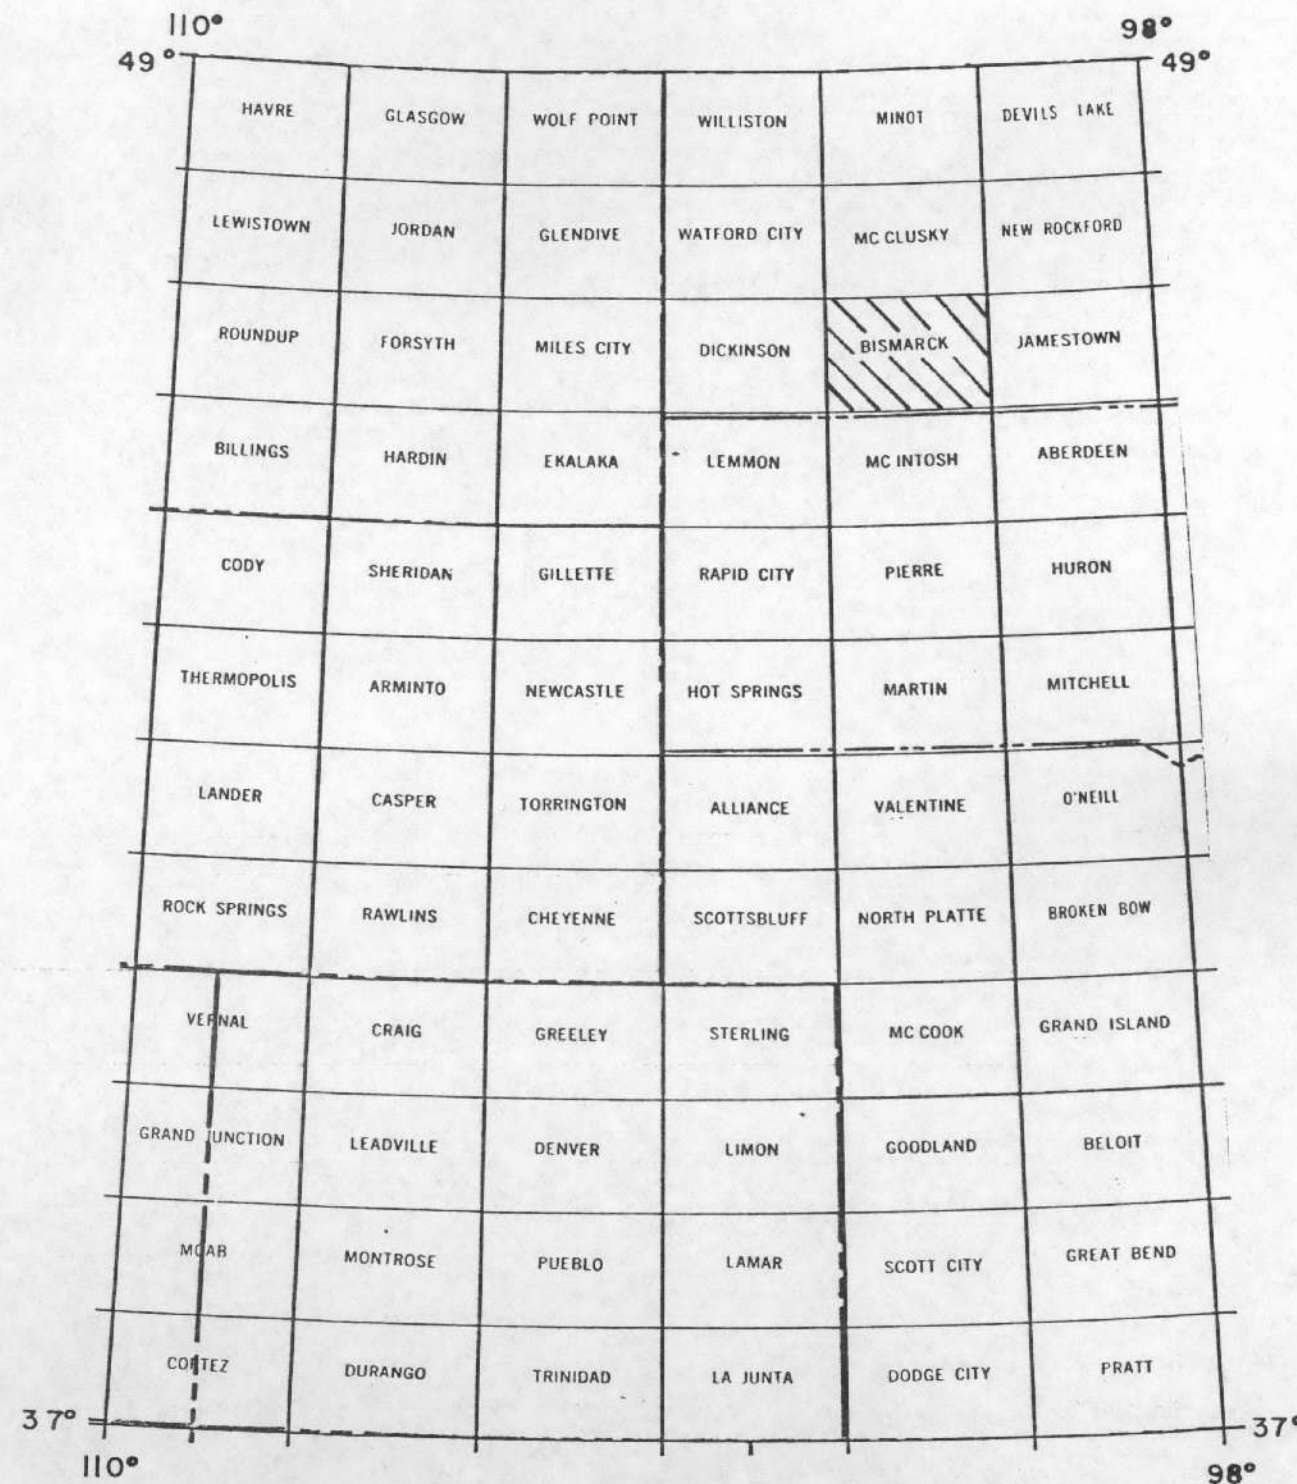 110° 98°
49° 49°
HAVRE GLASGOW WOLF POINT WILLISTON MINOT DEVILS LAKE
LEWISTOWN JORDAN GLENDIVE WATFORD CITY MC CLUSKY NEW ROCKFORD
ROUNDUP FORSYTH MILES CITY DICKINSON BISMARCK JAMESTOWN
BILLINGS HARDIN EKALAKA LEMMON MC INTOSH ABERDEEN
CODY SHERIDAN GILLETTE RAPID CITY PIERRE HURON
THERMOPOLIS ARMINTO NEWCASTLE HOT SPRINGS MARTIN MITCHELL
LANDER CASPER TORRINGTON ALLIANCE VALENTINE O'NEILL
ROCK SPRINGS RAWLINS CHEYENNE SCOTTSBLUFF NORTH PLATTE BROKEN BOW
VERNAL CRAIG GREELEY STERLING MC COOK GRAND ISLAND
GRAND JUNCTION LEADVILLE DENVER LIMON GOODLAND BELOIT
MOAB MONTROSE PUEBLO LAMAR SCOTT CITY GREAT BEND
CORTEZ DURANGO TRINIDAD LA JUNTA DODGE CITY PRATT
37° 37°
110° 98°